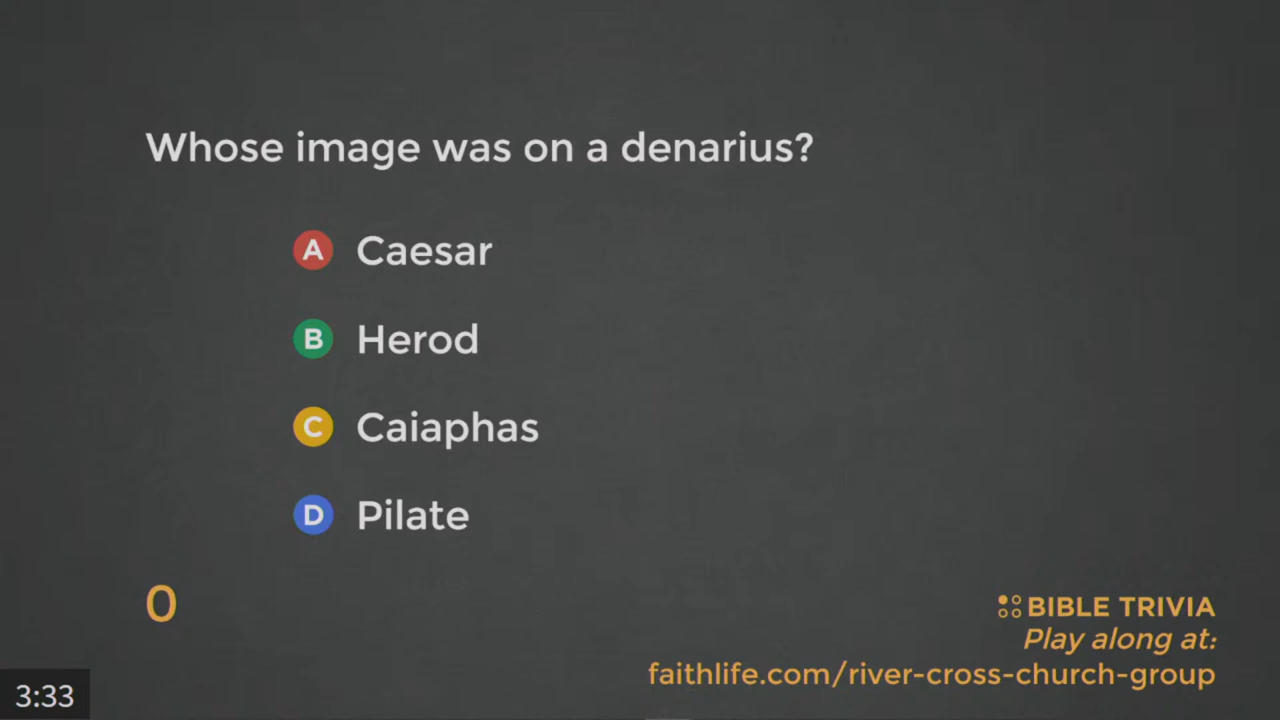 Whose image was on a denarius?
A Caesar
B Herod
C Caiaphas
D Pilate
0
BIBLE TRIVIA
Play along at:
faithlife.com/river-cross-church-group
3:33